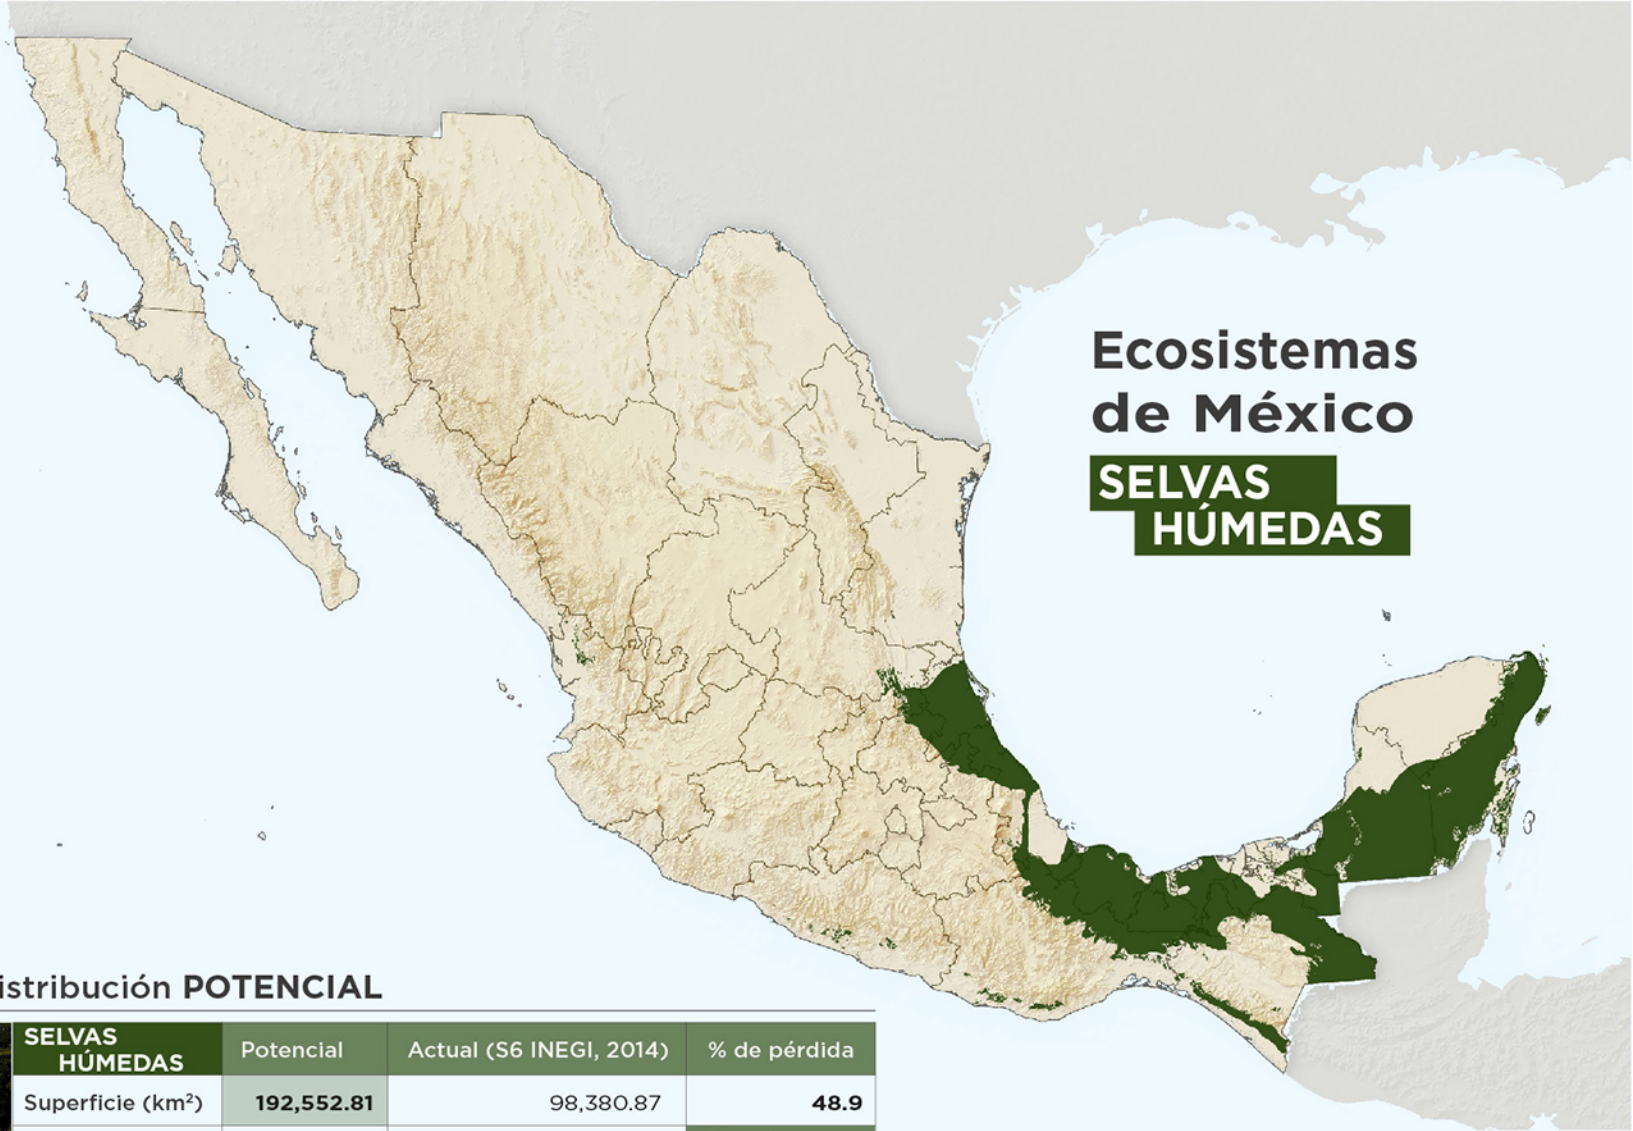 Ecosistemas
de México
SELVAS
HÚMEDAS
istribución POTENCIAL
SELVAS
HÚMEDAS
Potencial
Actual (S6 INEGI, 2014)
% de pérdida
Superficie (km²)
192,552.81
98,380.87
48.9